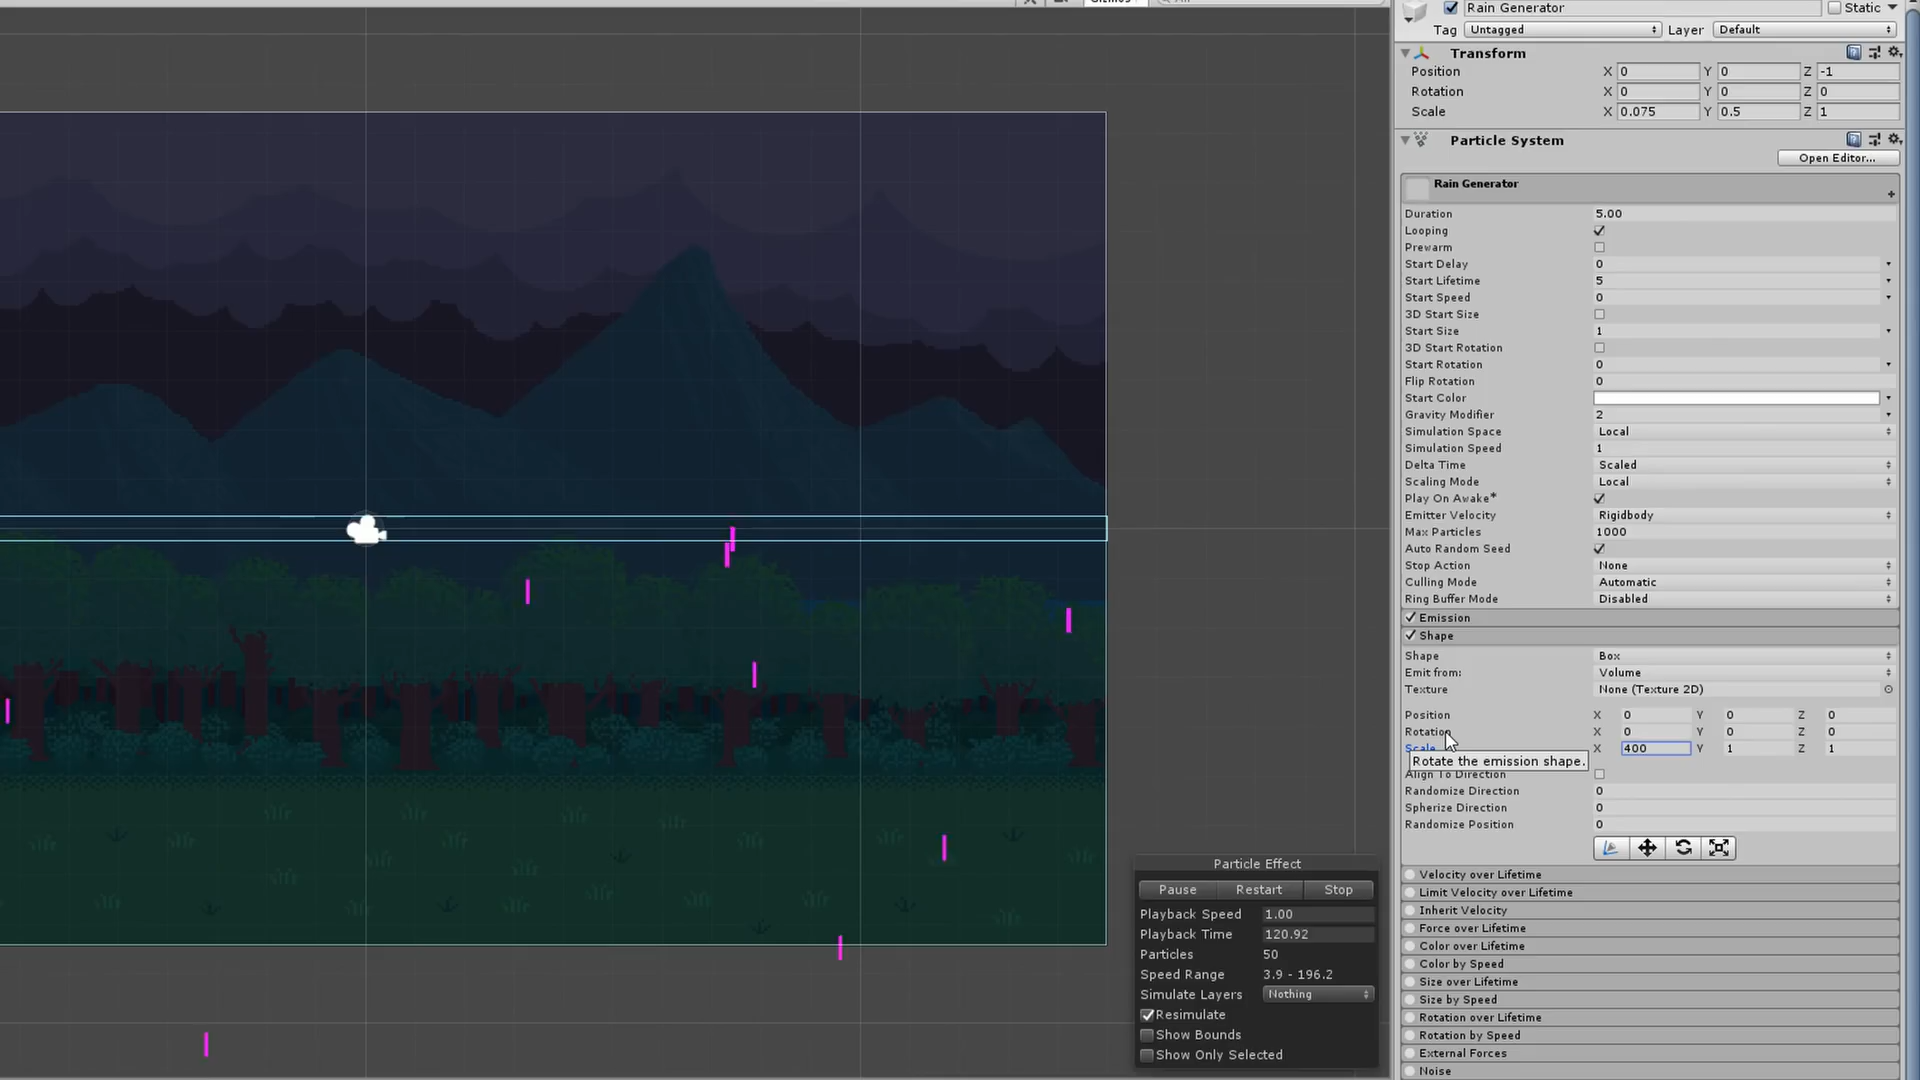 Rain Generator
Static
Tag Untagged Layer Default
Transform
Position X 0 Y 0 Z -1
Rotation X 0 Y 0 Z 0
Scale X 0.075 Y 0.5 Z 1
Particle System
Open Editor...
Rain Generator
+
Duration 5.00
Looping
Prewarm
Start Delay 0
Start Lifetime 5
Start Speed 0
3D Start Size
Start Size 1
3D Start Rotation
Start Rotation 0
Flip Rotation 0
Start Color
Gravity Modifier 2
Simulation Space Local
Simulation Speed 1
Delta Time Scaled
Scaling Mode Local
Play On Awake*
Emitter Velocity Rigidbody
Max Particles 1000
Auto Random Seed
Stop Action None
Culling Mode Automatic
Ring Buffer Mode Disabled
Emission
Shape
Shape Box
Emit from: Volume
Texture None (Texture 2D)
Position X 0 Y 0 Z 0
Rotation X 0 Y 0 Z 0
Scale X 400 Y 1 Z 1
Rotate the emission shape.
Align To Direction
Randomize Direction 0
Spherize Direction 0
Randomize Position 0
Velocity over Lifetime
Limit Velocity over Lifetime
Inherit Velocity
Force over Lifetime
Color over Lifetime
Color by Speed
Size over Lifetime
Size by Speed
Rotation over Lifetime
Rotation by Speed
External Forces
Noise
Particle Effect
Pause Restart Stop
Playback Speed 1.00
Playback Time 120.92
Particles 50
Speed Range 3.9 - 196.2
Simulate Layers Nothing
Resimulate
Show Bounds
Show Only Selected